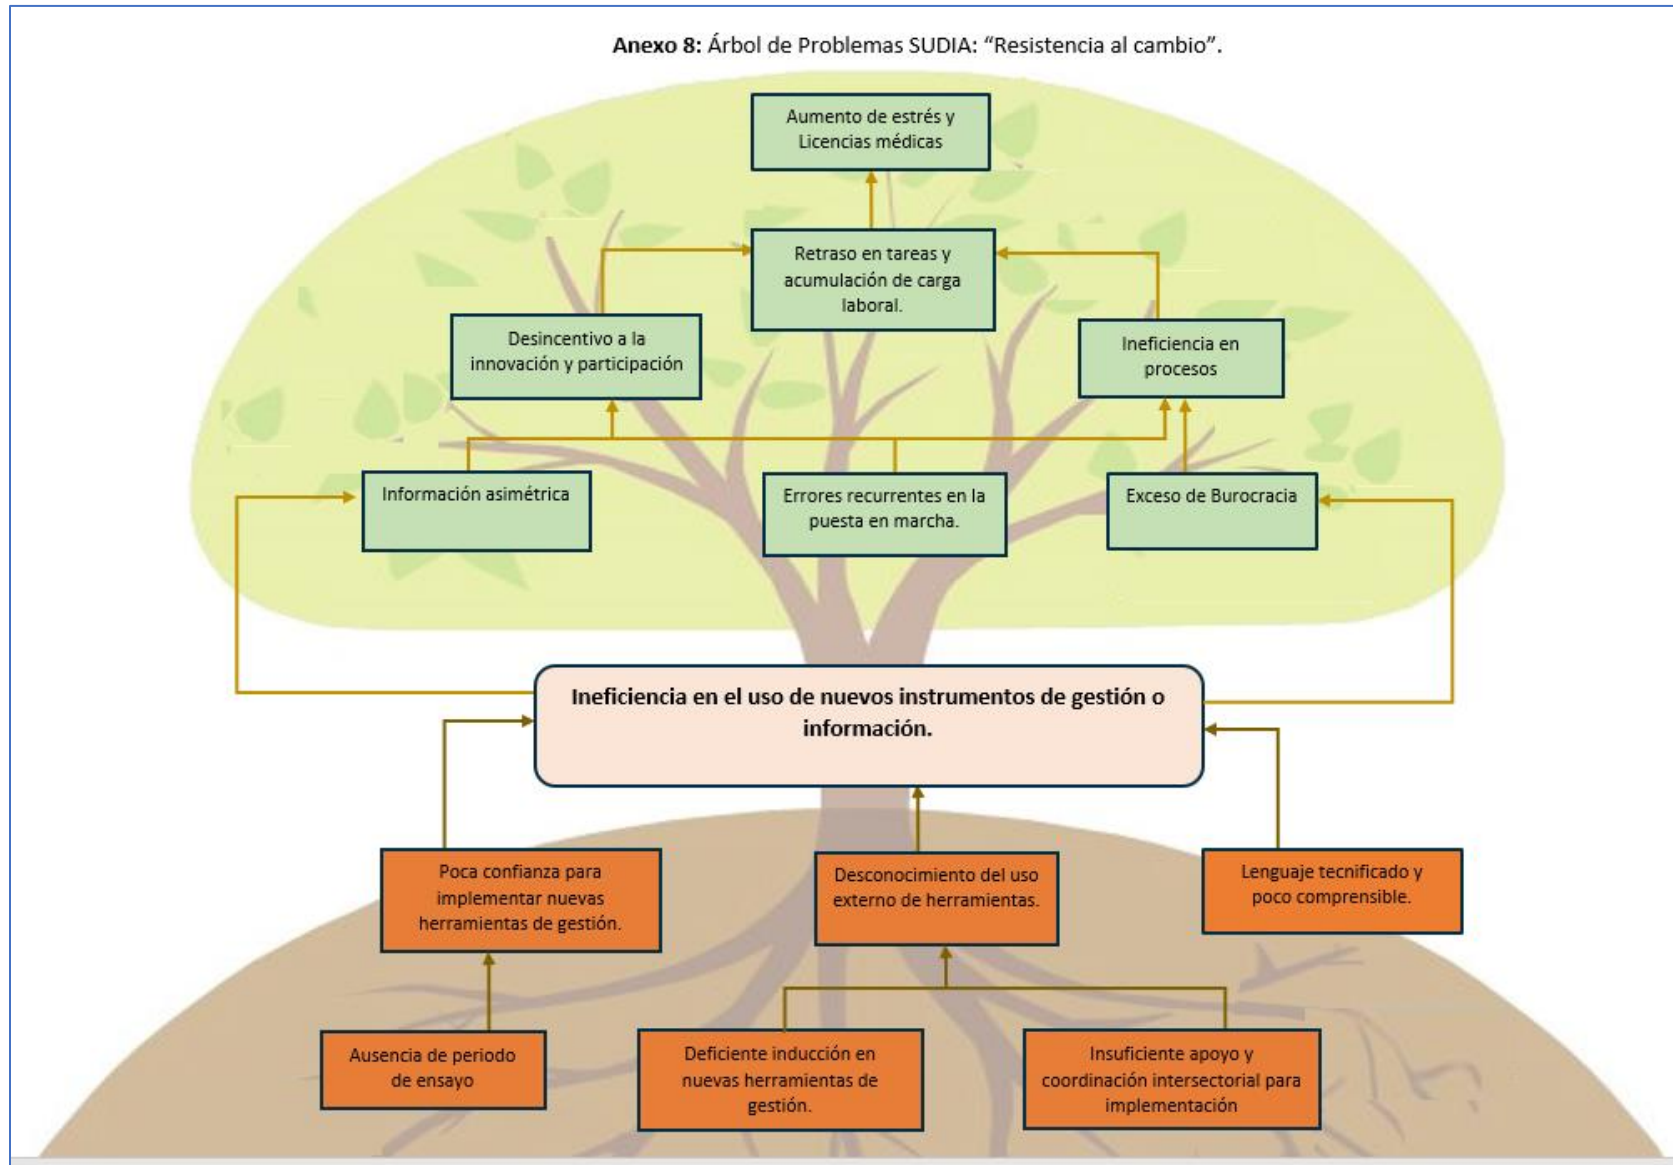 Anexo 8: Árbol de Problemas SUDIA: “Resistencia al cambio”.
Aumento de estrés y
Licencias médicas
Retraso en tareas y
acumulación de carga
laboral.
Desincentivo a la
innovación y participación
Ineficiencia en
procesos
Información asimétrica
Errores recurrentes en la
puesta en marcha.
Exceso de Burocracia
Ineficiencia en el uso de nuevos instrumentos de gestión o
información.
Poca confianza para
implementar nuevas
herramientas de gestión.
Desconocimiento del uso
externo de herramientas.
Lenguaje tecnificado y
poco comprensible.
Ausencia de periodo
de ensayo
Deficiente inducción en
nuevas herramientas de
gestión.
Insuficiente apoyo y
coordinación intersectorial para
implementación